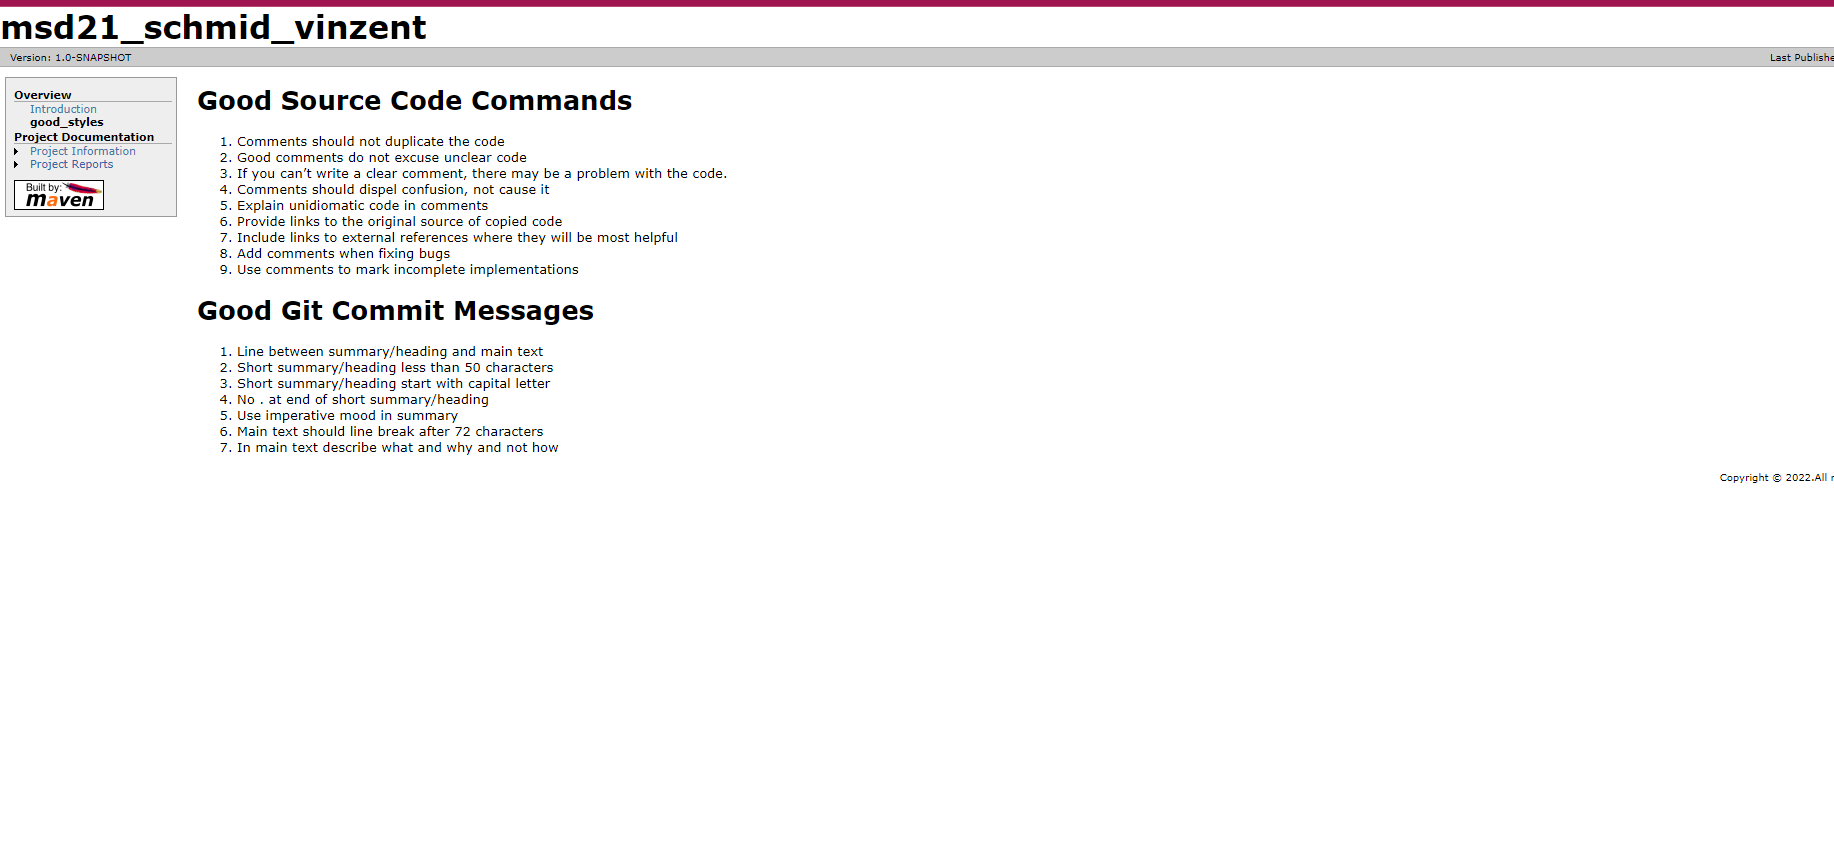 msd21_schmid_vinzent
Version: 1.0-SNAPSHOT
Last Publishe
Overview
Introduction
good_styles
Project Documentation
Project Information
Project Reports
Built by:
maven
Good Source Code Commands
1. Comments should not duplicate the code
2. Good comments do not excuse unclear code
3. If you can’t write a clear comment, there may be a problem with the code.
4. Comments should dispel confusion, not cause it
5. Explain unidiomatic code in comments
6. Provide links to the original source of copied code
7. Include links to external references where they will be most helpful
8. Add comments when fixing bugs
9. Use comments to mark incomplete implementations
Good Git Commit Messages
1. Line between summary/heading and main text
2. Short summary/heading less than 50 characters
3. Short summary/heading start with capital letter
4. No . at end of short summary/heading
5. Use imperative mood in summary
6. Main text should line break after 72 characters
7. In main text describe what and why and not how
Copyright © 2022.All r